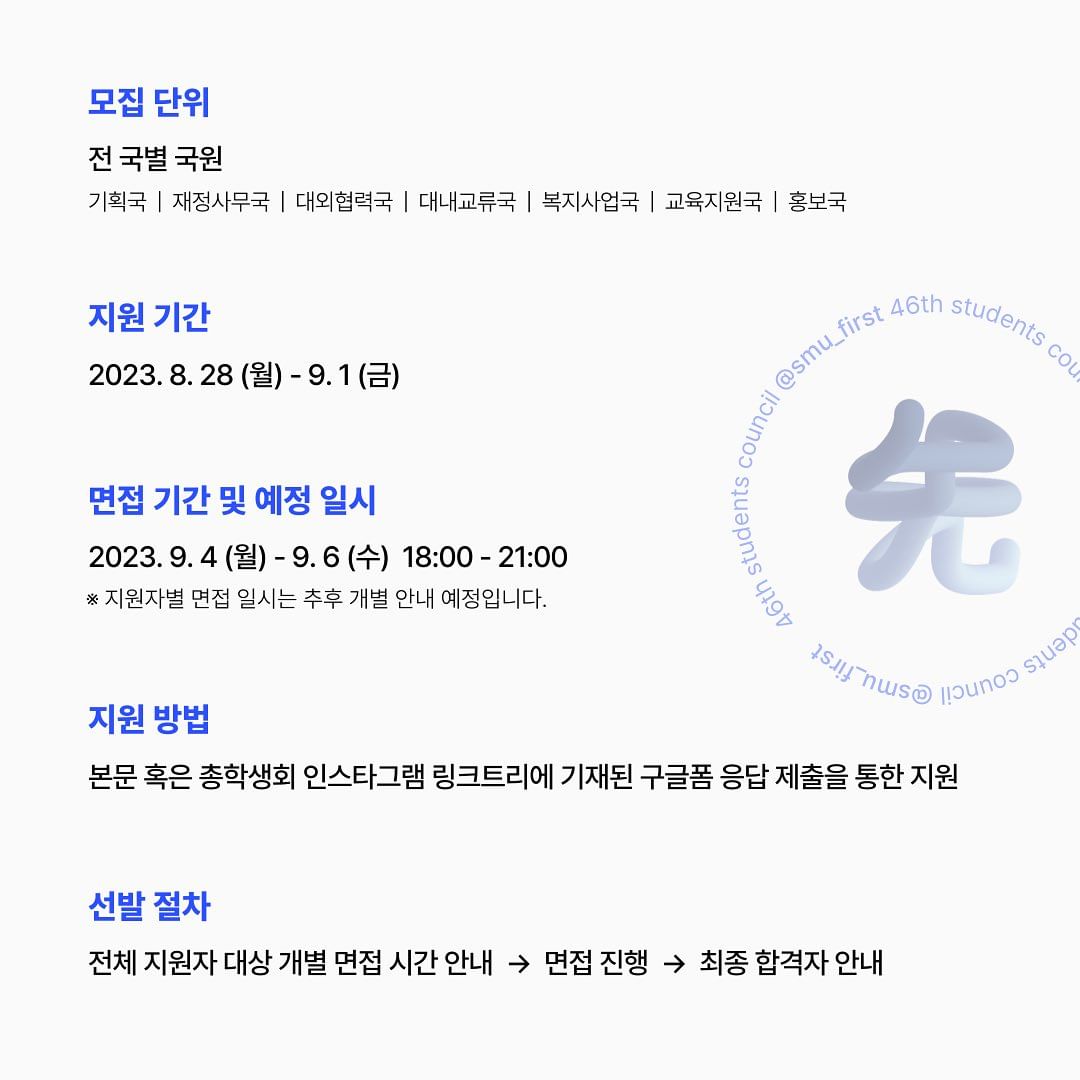 모집 단위
전 국별 국원
기획국 | 재정사무국 | 대외협력국 | 대내교류국 | 복지사업국 | 교육지원국 | 홍보국
지원 기간
2023. 8. 28 (월) - 9. 1 (금)
면접 기간 및 예정 일시
2023. 9. 4 (월) - 9. 6 (수) 18:00 - 21:00
※ 지원자별 면접 일시는 추후 개별 안내 예정입니다.
지원 방법
본문 혹은 총학생회 인스타그램 링크트리에 기재된 구글폼 응답 제출을 통한 지원
선발 절차
전체 지원자 대상 개별 면접 시간 안내 → 면접 진행 → 최종 합격자 안내
46th students council @smu_first 46th students cou
dents council @smu_first
先